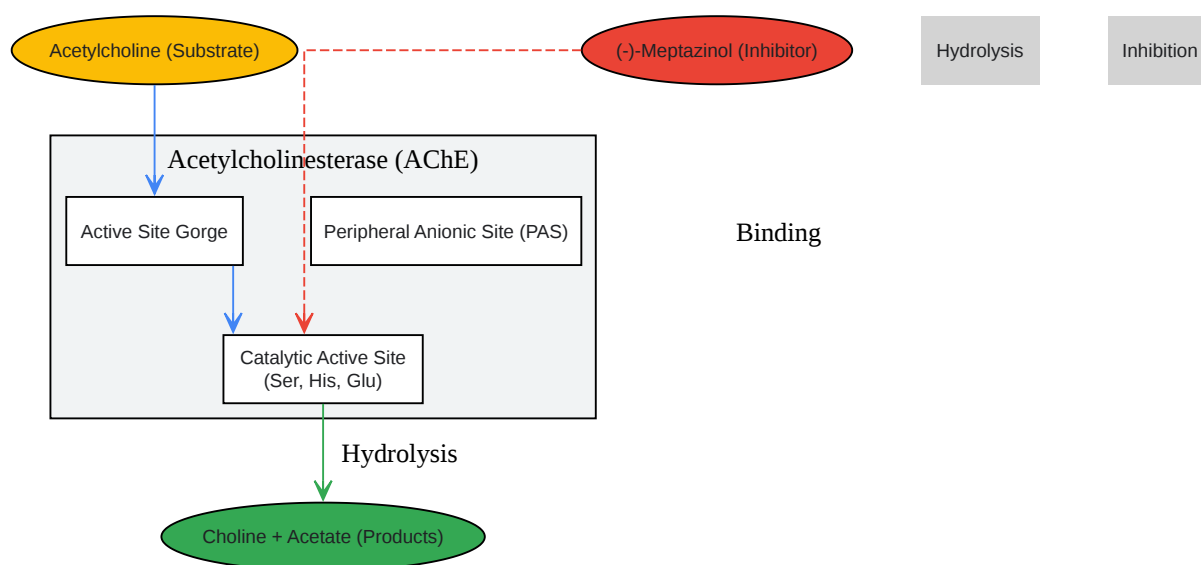 Acetylcholine (Substrate)
(-)-Meptazinol (Inhibitor)
Hydrolysis
Inhibition
Acetylcholinesterase (AChE)
Active Site Gorge
Peripheral Anionic Site (PAS)
Binding
Catalytic Active Site
(Ser, His, Glu)
Hydrolysis
Choline + Acetate (Products)